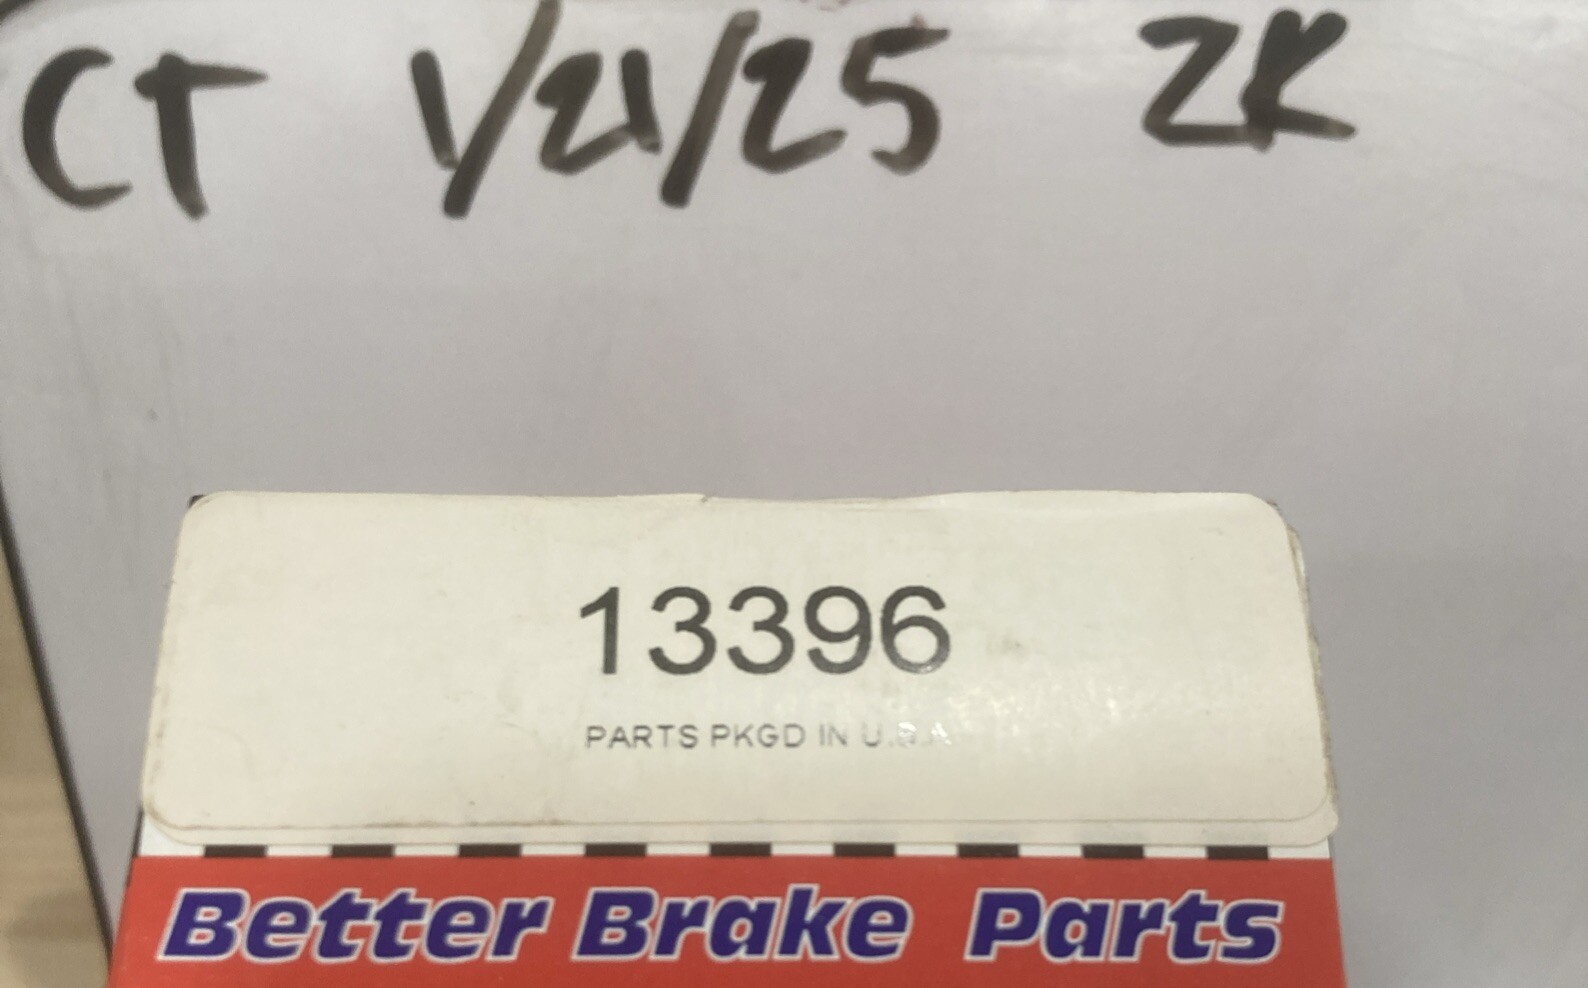 CT 1/21/25 ZK
13396
PARTS PKGD IN U.S.A
Better Brake Parts